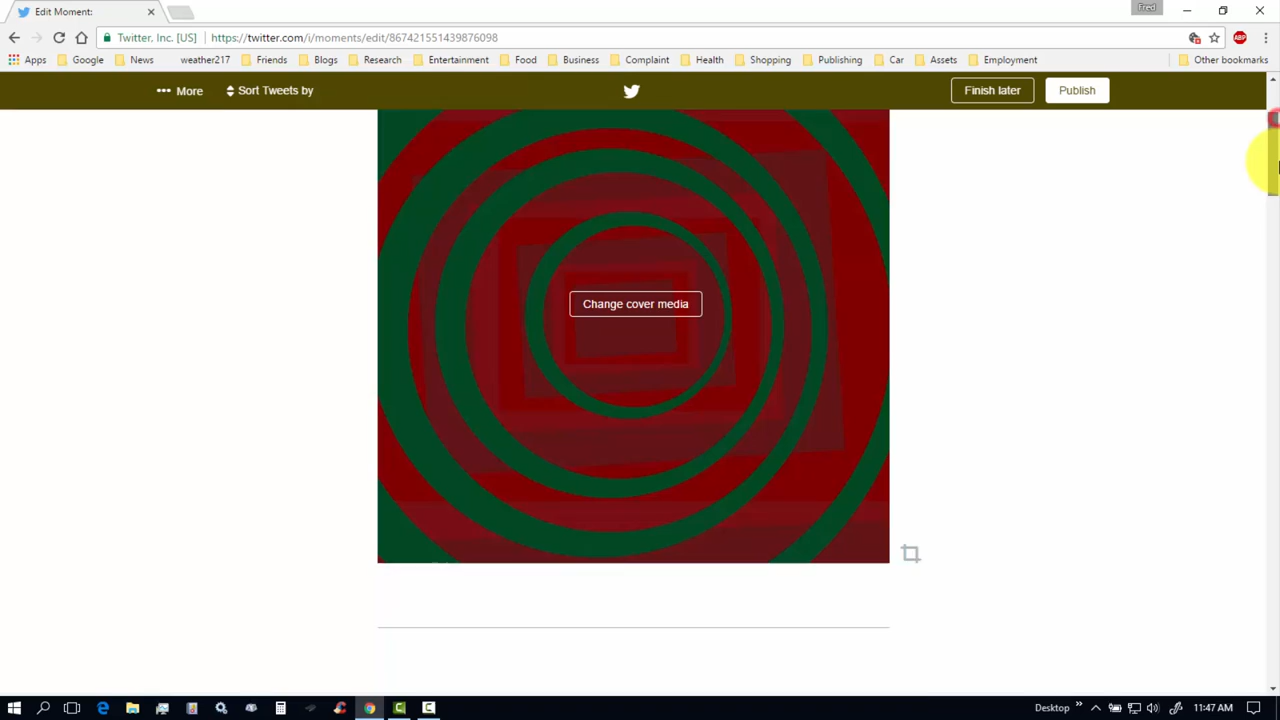 Edit Moment:
Fred
Twitter, Inc. [US]
https://twitter.com/i/moments/edit/867421551439876098
Apps Google News weather217 Friends Blogs Research Entertainment Food Business Complaint Health Shopping Publishing Car Assets Employment Other bookmarks
ABP
••• More
Sort Tweets by
Finish later
Publish
Change cover media
Desktop
11:47 AM